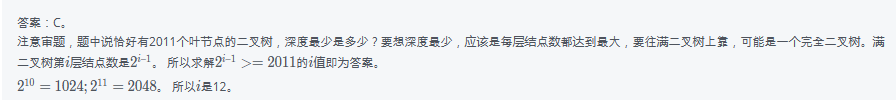 答案：C。
注意审题，题中说恰好有2011个叶节点的二叉树，深度最少是多少？要想深度最少，应该是每层结点数都达到最大，要往满二叉树上靠，可能是一个完全二叉树。满
二叉树第i层结点数是2^{i−1}。 所以求解2^{i−1} >= 2011的i值即为答案。
2^{10} = 1024; 2^{11} = 2048。 所以i是12。